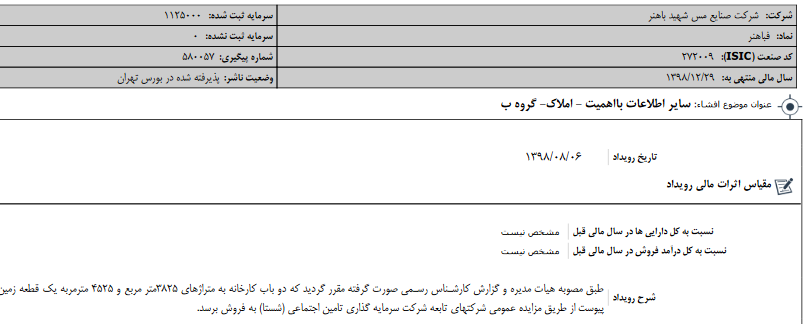 شرکت: شرکت صنایع مس شهید باهنر
سرمایه ثبت شده: ۱۱۲۵۰۰۰
نماد: فباهنر
سرمایه ثبت نشده: ۰
کد صنعت (ISIC): ۲۷۲۰۰۹
شماره پیگیری: ۵۸۰۰۵۷
سال مالی منتهی به: ۱۳۹۸/۱۲/۲۹
وضعیت ناشر: پذیرفته شده در بورس تهران
عنوان موضوع افشاء: سایر اطلاعات بااهمیت - املاک- گروه ب
تاریخ رویداد ۱۳۹۸/۰۸/۰۶
مقیاس اثرات مالی رویداد
نسبت به کل دارایی ها در سال مالی قبل مشخص نیست
نسبت به کل درامد فروش در سال مالی قبل مشخص نیست
شرح رویداد
طبق مصوبه هیات مدیره و گزارش کارشناس رسمی صورت گرفته مقرر گردید که دو باب کارخانه به متراژهای ۳۸۲۵متر مربع و ۴۵۲۵ مترمربه یک قطعه زمین
پیوست از طریق مزایده عمومی شرکتهای تابعه شرکت سرمایه گذاری تامین اجتماعی (شستا) به فروش برسد.